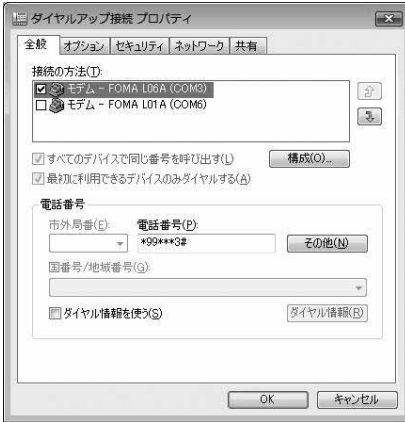 ダイヤルアップ接続 プロパティ
全般 オプション セキュリティ ネットワーク 共有
接続の方法(T):
モデム - FOMA L06A (COM3)
モデム - FOMA L01A (COM6)
すべてのデバイスで同じ番号を呼び出す(L) 構成(O)...
最初に利用できるデバイスのみダイヤルする(A)
電話番号
市外局番(E): 電話番号(P):
*99***3# その他(N)
国番号/地域番号(G):
ダイヤル情報を使う(S) ダイヤル情報(R)
OK キャンセル